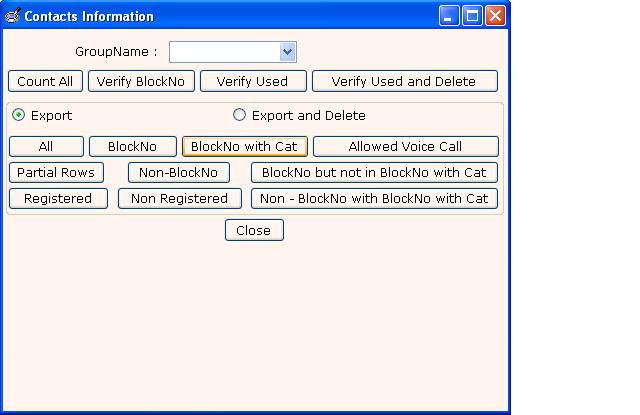 Contacts Information
GroupName :
Count All Verify BlockNo Verify Used Verify Used and Delete
Export Export and Delete
All BlockNo BlockNo with Cat Allowed Voice Call
Partial Rows Non-BlockNo BlockNo but not in BlockNo with Cat
Registered Non Registered Non - BlockNo with BlockNo with Cat
Close